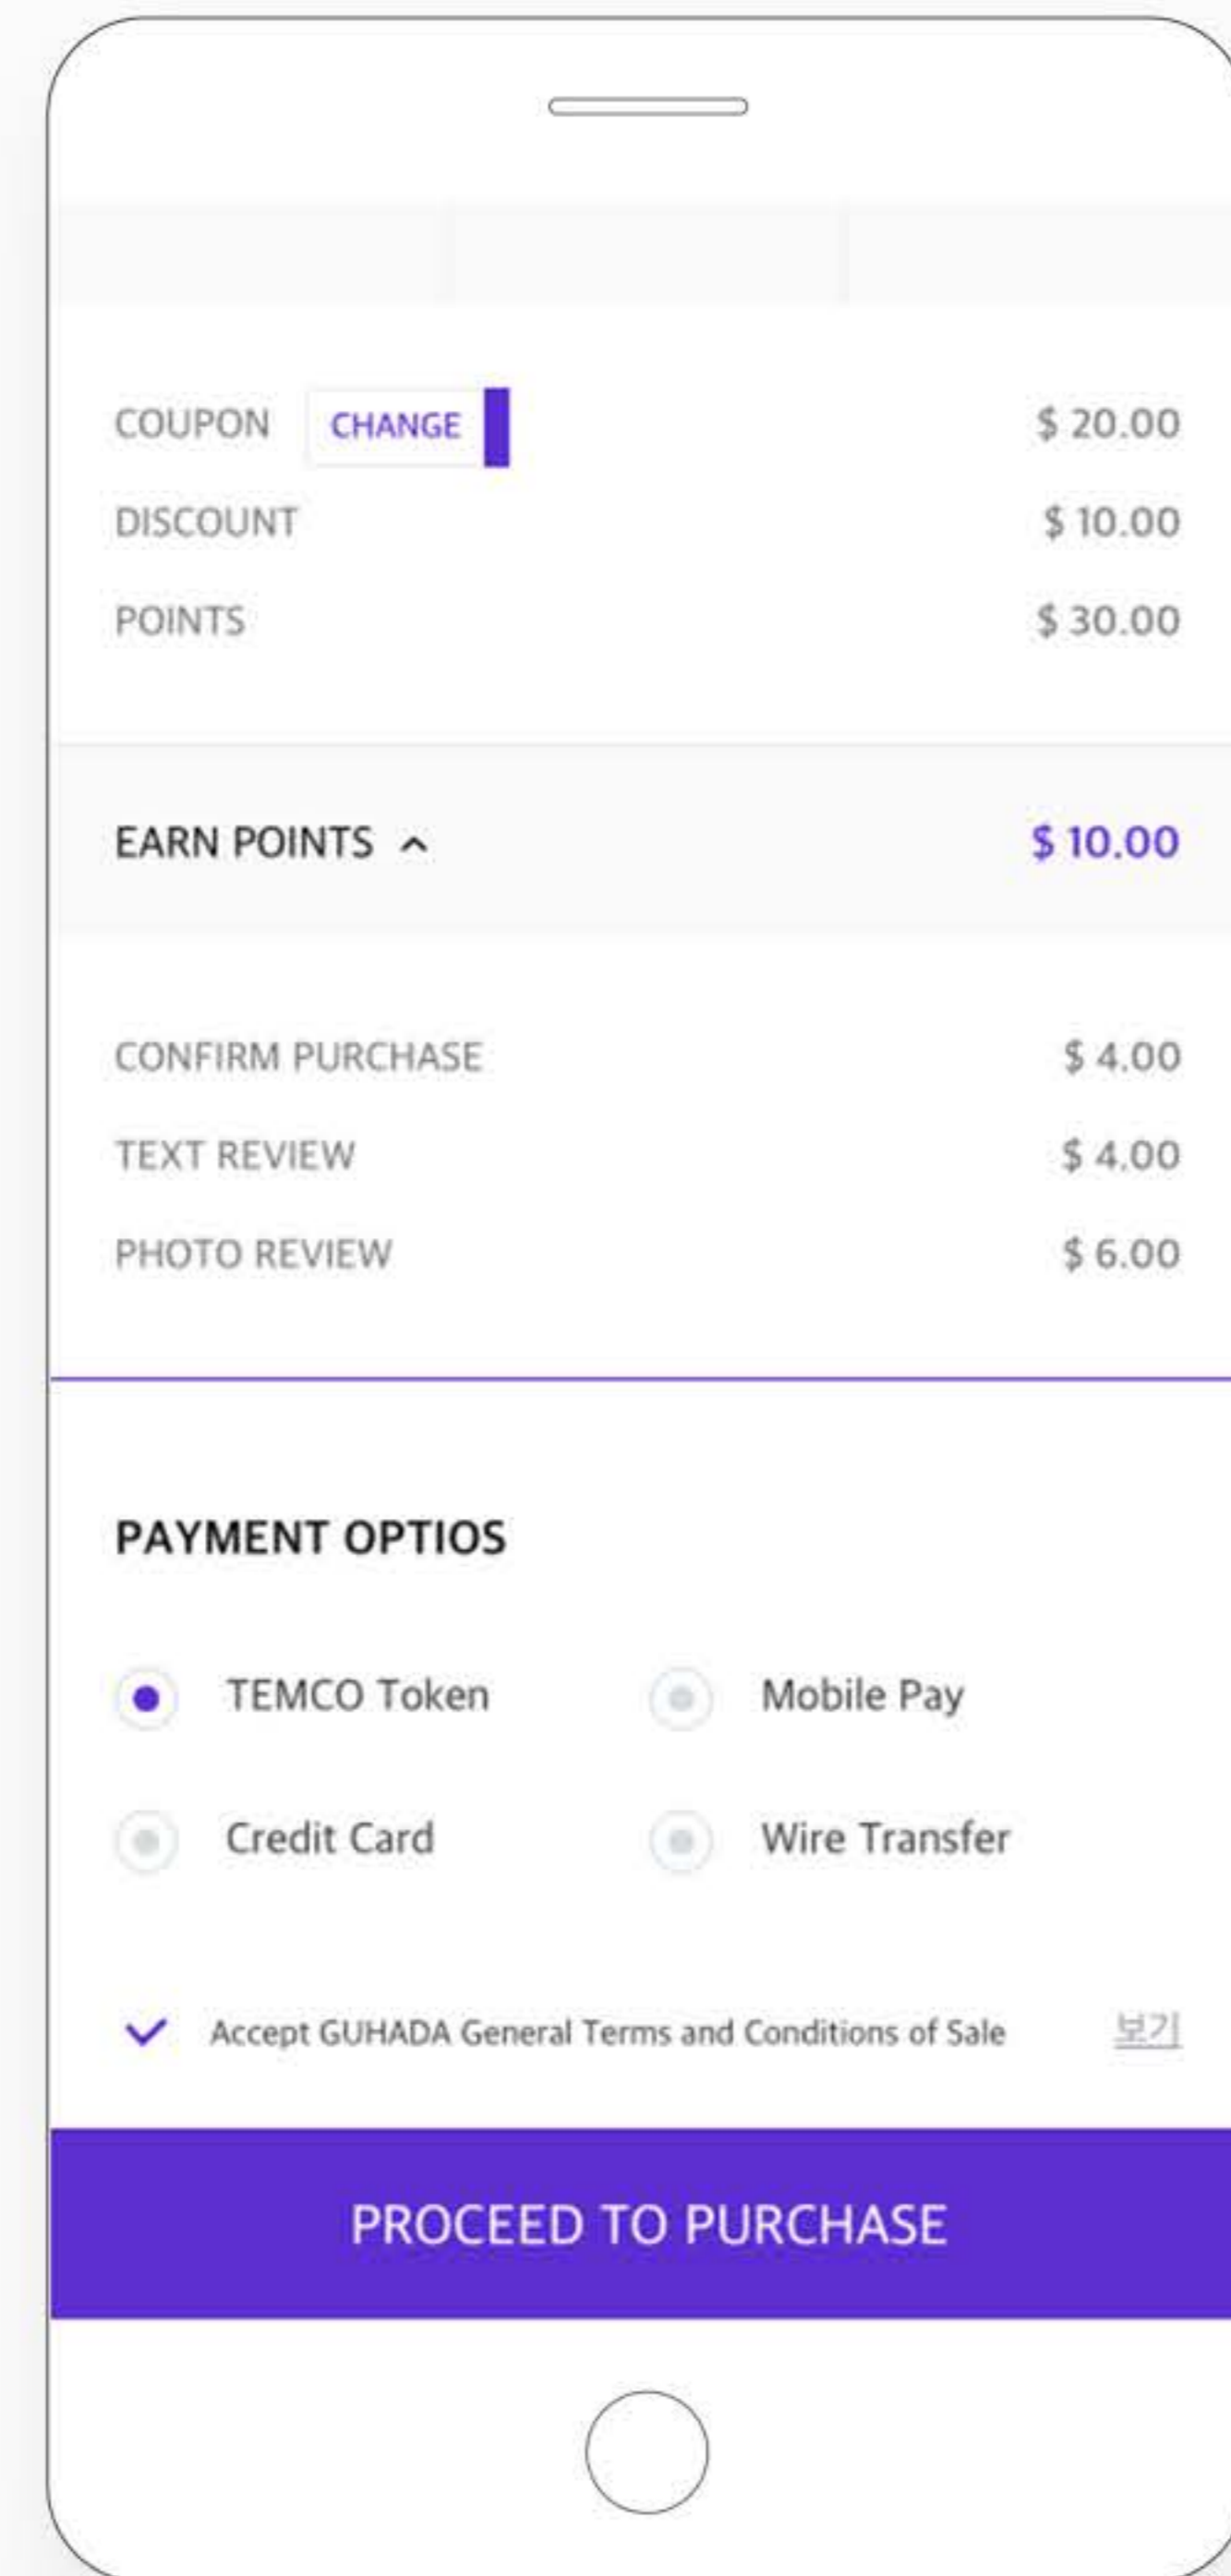 COUPON CHANGE $ 20.00
DISCOUNT $ 10.00
POINTS $ 30.00
EARN POINTS $ 10.00
CONFIRM PURCHASE $ 4.00
TEXT REVIEW $ 4.00
PHOTO REVIEW $ 6.00
PAYMENT OPTIOS
TEMCO Token Mobile Pay
Credit Card Wire Transfer
Accept GUHADA General Terms and Conditions of Sale 보기
PROCEED TO PURCHASE